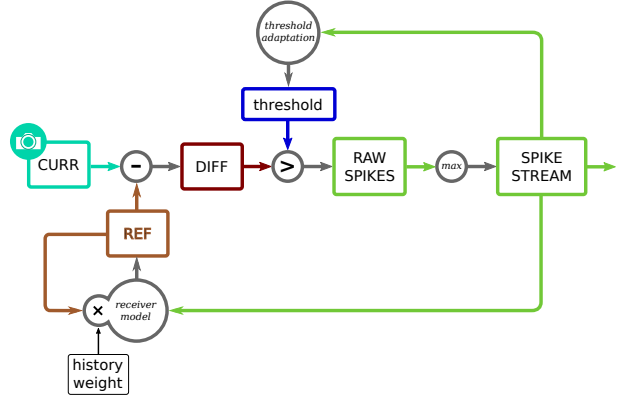 threshold
adaptation
threshold
CURR
-
DIFF
>
RAW
SPIKES
max
SPIKE
STREAM
REF
×
receiver
model
history
weight